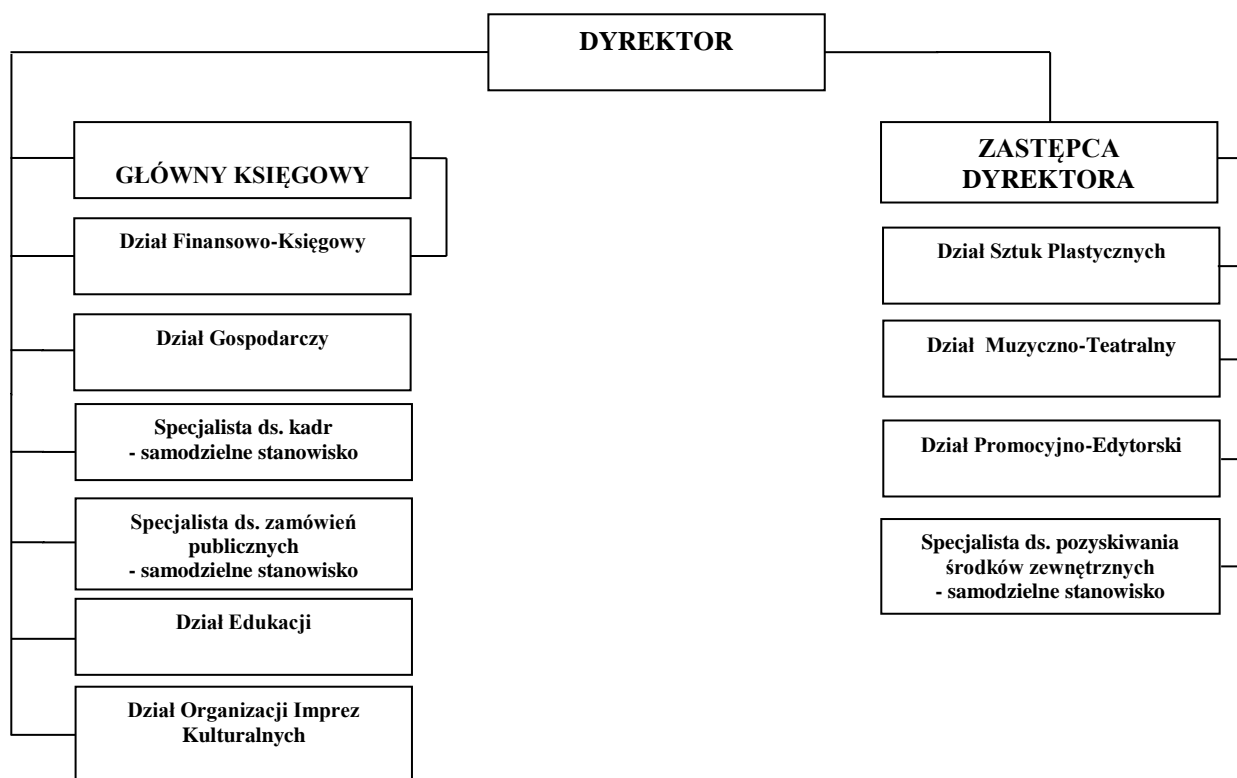 DYREKTOR
GŁÓWNY KSIĘGOWY
Dział Finansowo-Księgowy
Dział Gospodarczy
Specjalista ds. kadr
- samodzielne stanowisko
Specjalista ds. zamówień
publicznych
- samodzielne stanowisko
Dział Edukacji
Dział Organizacji Imprez
Kulturalnych
ZASTĘPCA
DYREKTORA
Dział Sztuk Plastycznych
Dział Muzyczno-Teatralny
Dział Promocyjno-Edytorski
Specjalista ds. pozyskiwania
środków zewnętrznych
- samodzielne stanowisko